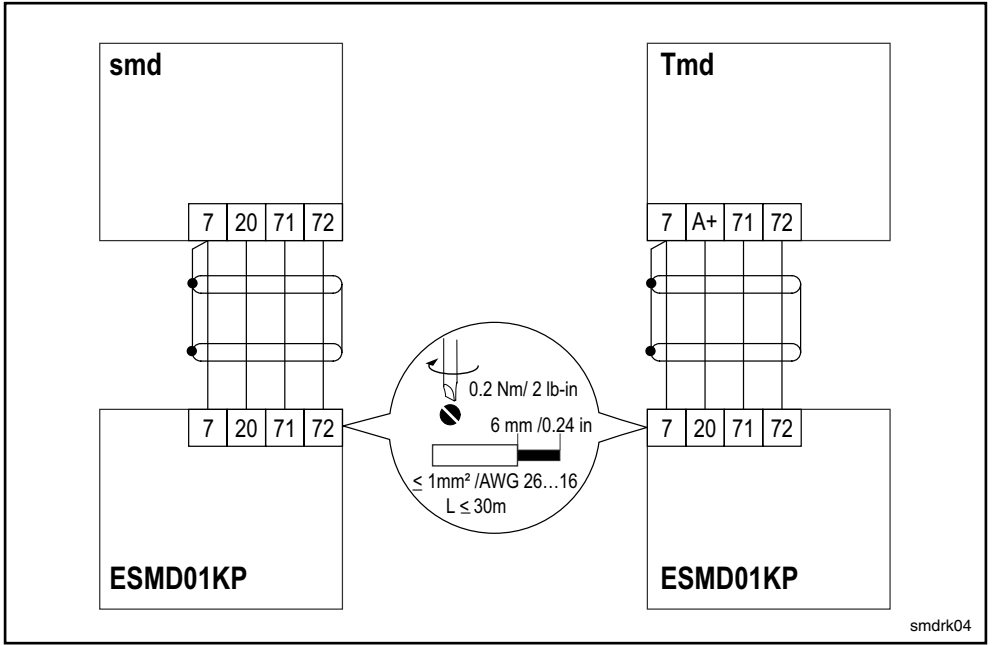 smd
Tmd
7 20 71 72
7 A+ 71 72
0.2 Nm/ 2 lb-in
6 mm /0.24 in
≤ 1mm² /AWG 26…16
L ≤ 30m
7 20 71 72
7 20 71 72
ESMD01KP
ESMD01KP
smdrk04